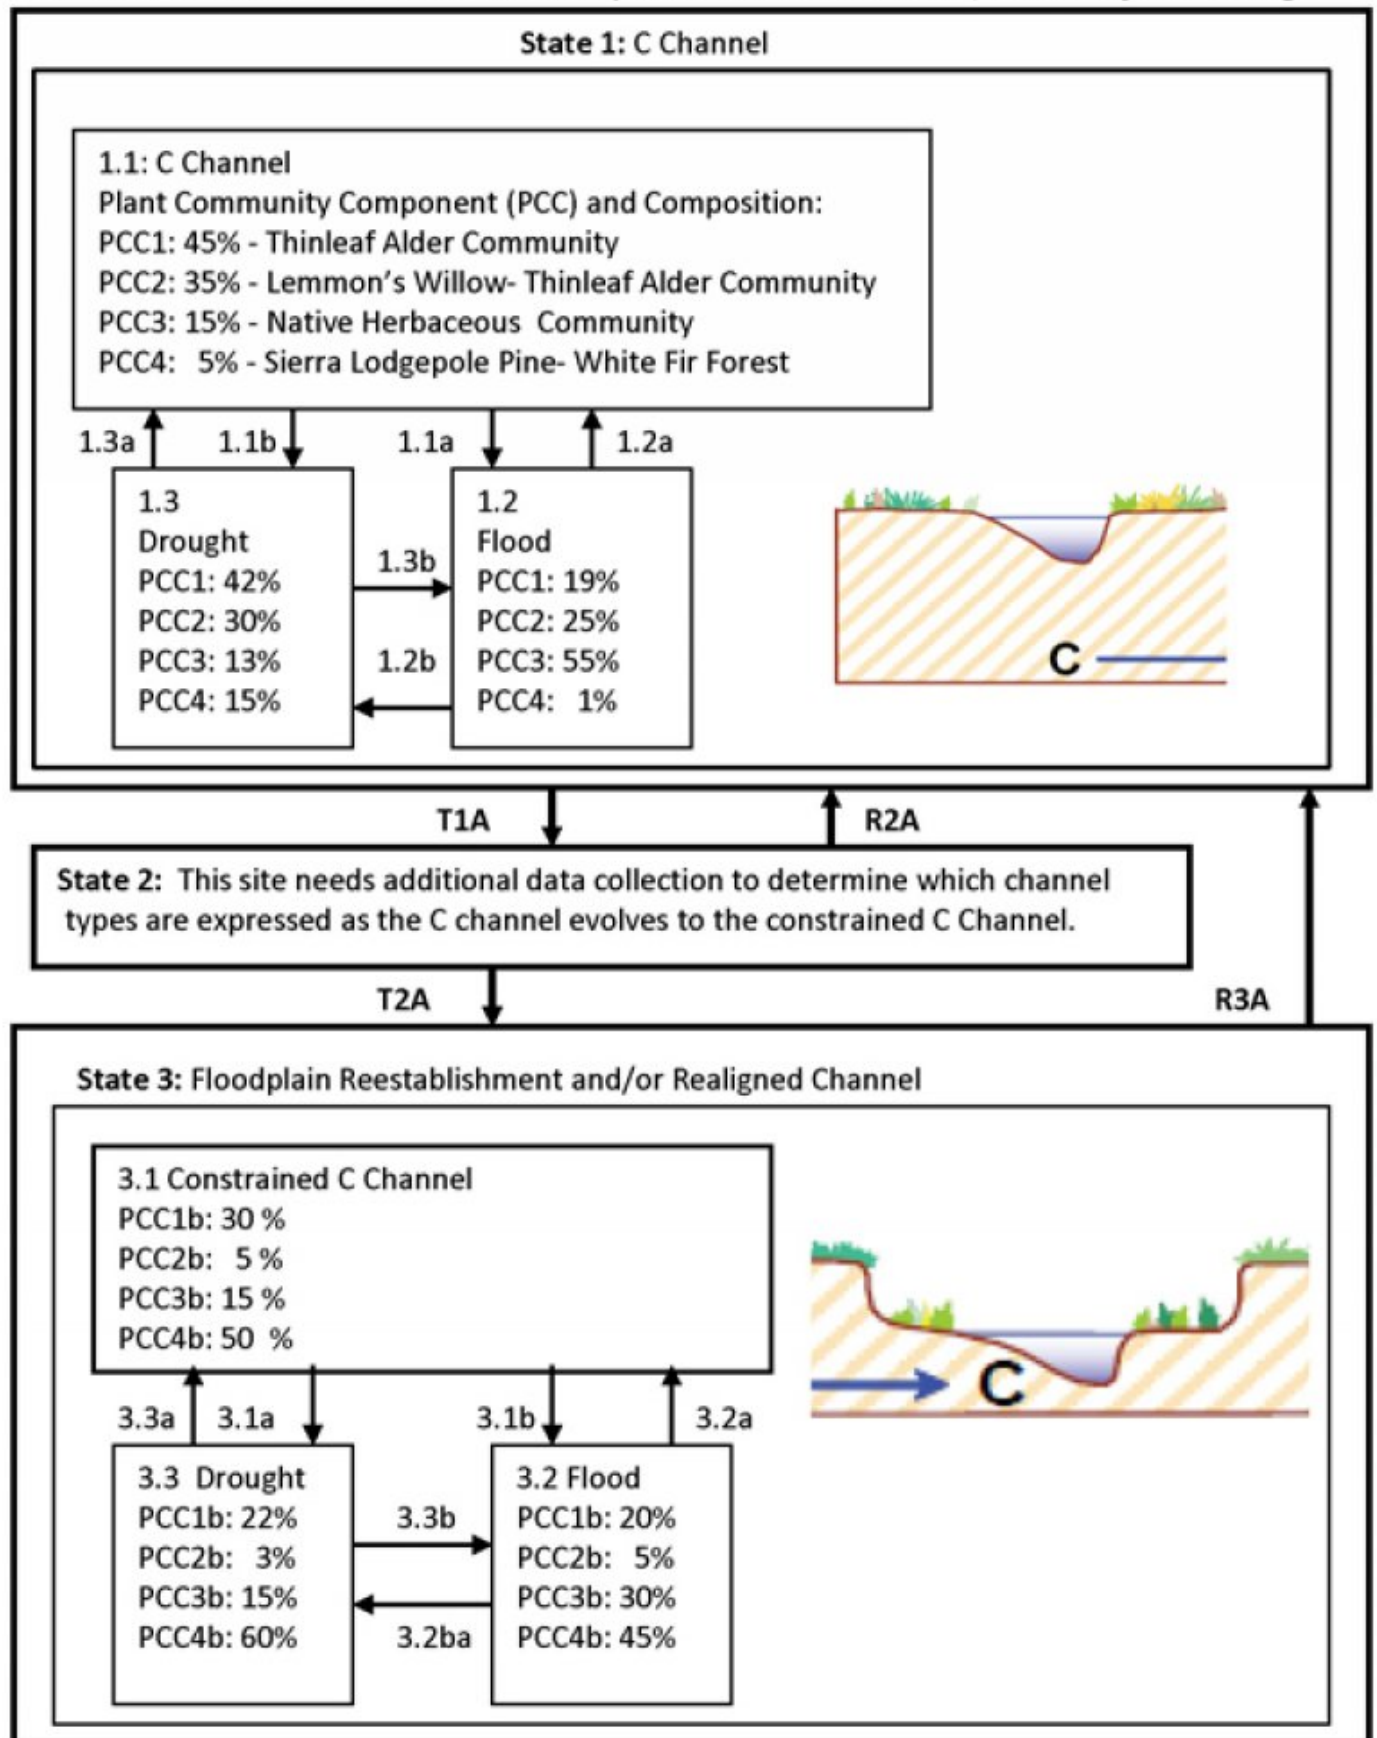 State 1: C Channel
1.1: C Channel
Plant Community Component (PCC) and Composition:
PCC1: 45% - Thinleaf Alder Community
PCC2: 35% - Lemmon's Willow- Thinleaf Alder Community
PCC3: 15% - Native Herbaceous Community
PCC4: 5% - Sierra Lodgepole Pine- White Fir Forest
1.3a
1.1b
1.1a
1.2a
1.3
Drought
PCC1: 42%
PCC2: 30%
PCC3: 13%
PCC4: 15%
1.3b
1.2b
1.2
Flood
PCC1: 19%
PCC2: 25%
PCC3: 55%
PCC4: 1%
C
T1A
R2A
State 2: This site needs additional data collection to determine which channel
types are expressed as the C channel evolves to the constrained C Channel.
T2A
R3A
State 3: Floodplain Reestablishment and/or Realigned Channel
3.1 Constrained C Channel
PCC1b: 30 %
PCC2b: 5 %
PCC3b: 15 %
PCC4b: 50 %
C
3.3a
3.1a
3.1b
3.2a
3.3 Drought
PCC1b: 22%
PCC2b: 3%
PCC3b: 15%
PCC4b: 60%
3.3b
3.2ba
3.2 Flood
PCC1b: 20%
PCC2b: 5%
PCC3b: 30%
PCC4b: 45%